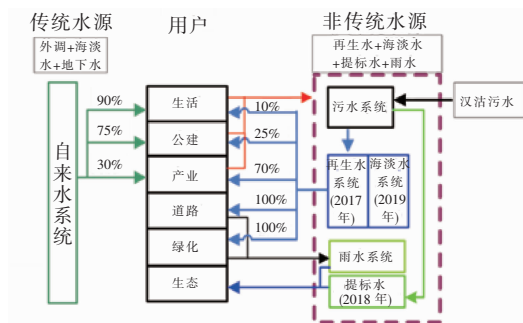 传统水源
用户
非传统水源
外调+海淡
水+地下水
再生水+海淡水
+提标水+雨水
自来水系统
90%
75%
30%
生活
公建
产业
道路
绿化
生态
10%
25%
70%
100%
100%
污水系统
汉沽污水
再生水
系统
(2017
年)
海淡水
系统
(2019
年)
雨水系统
提标水
(2018 年)